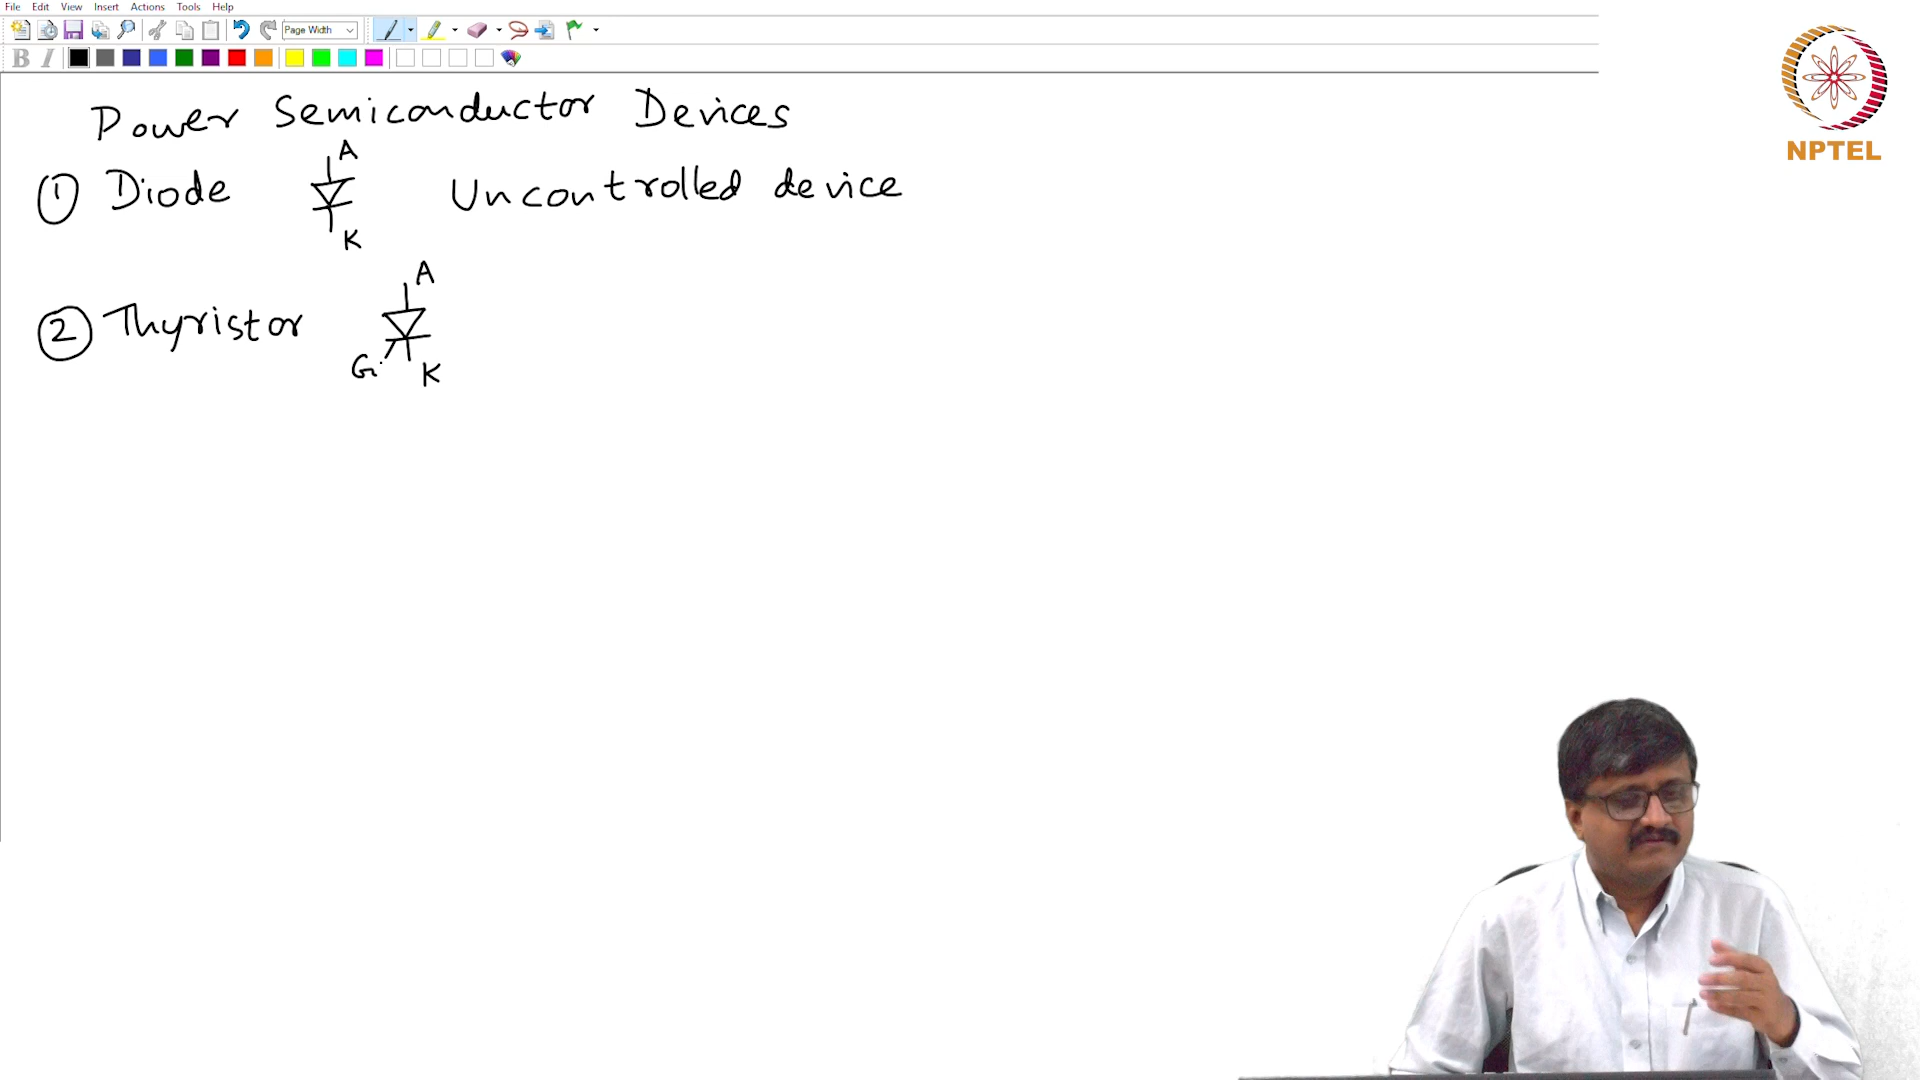 File Edit View Insert Actions Tools Help
Page Width
B I
NPTEL
Power Semiconductor Devices
① Diode A K Uncontrolled device
② Thyristor A G K